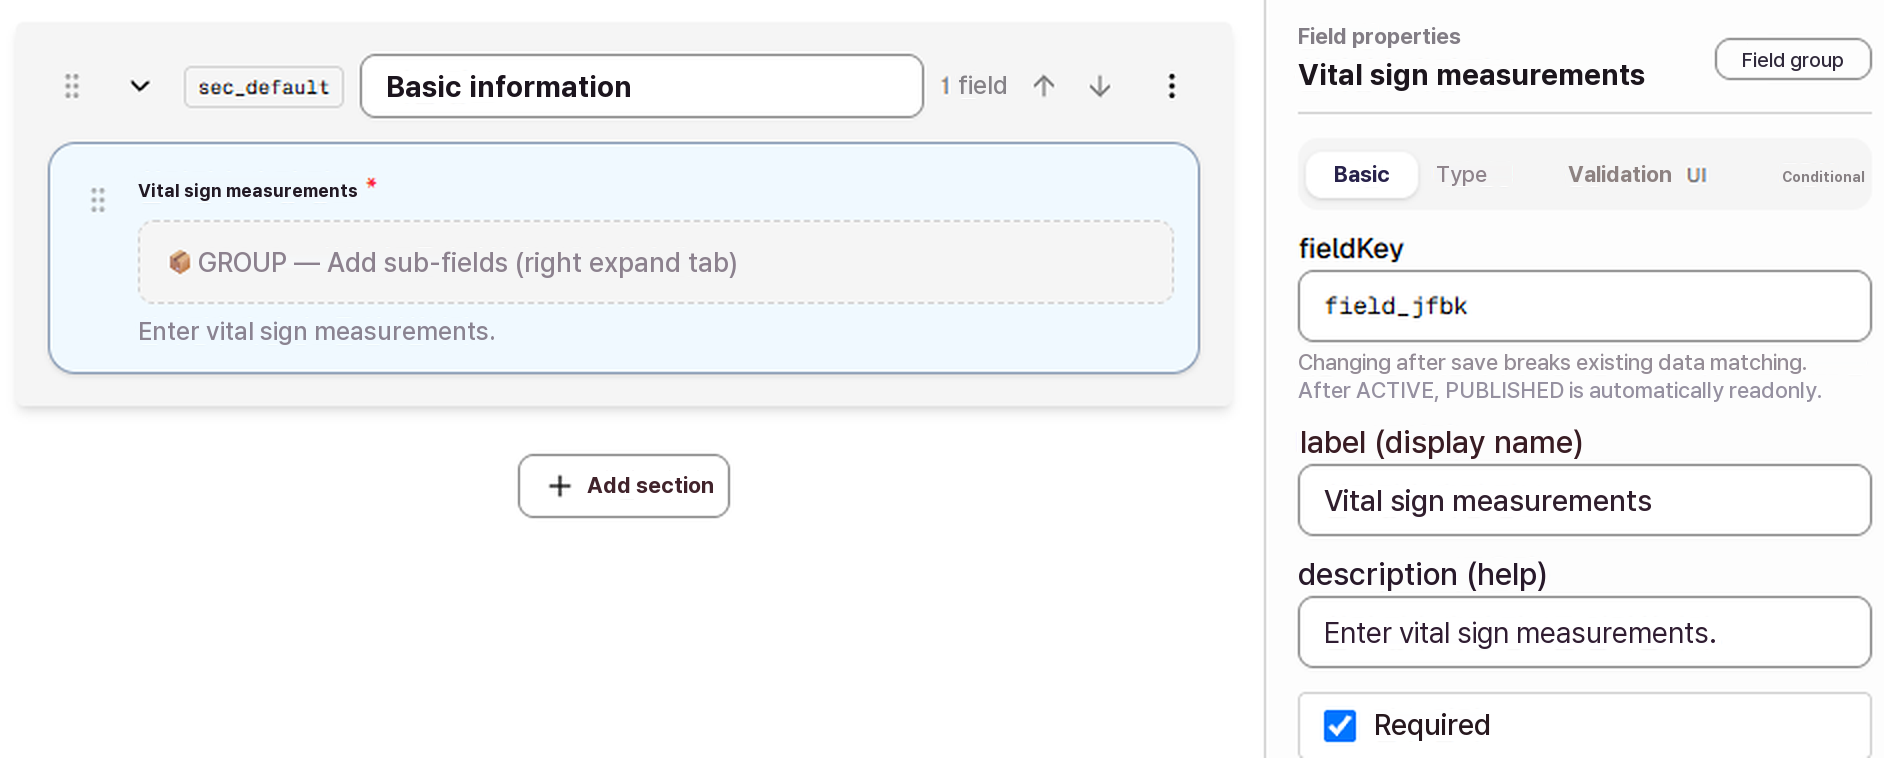 sec_default Basic information 1 field
Vital sign measurements *
GROUP — Add sub-fields (right expand tab)
Enter vital sign measurements.
Add section
Field properties
Vital sign measurements
Field group
Basic Type Validation UI Conditional
fieldKey
field_jfbk
Changing after save breaks existing data matching.
After ACTIVE, PUBLISHED is automatically readonly.
label (display name)
Vital sign measurements
description (help)
Enter vital sign measurements.
Required